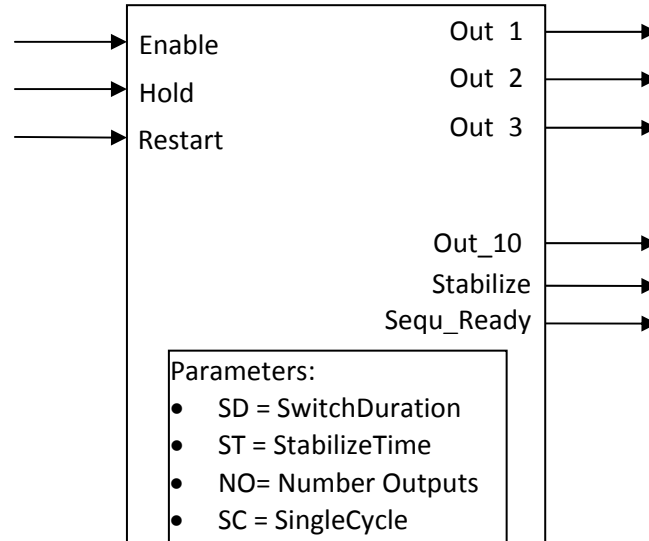 Enable
Hold
Restart
Out 1
Out 2
Out 3
Out_10
Stabilize
Sequ_Ready
Parameters:
• SD = SwitchDuration
• ST = StabilizeTime
• NO= Number Outputs
• SC = SingleCycle